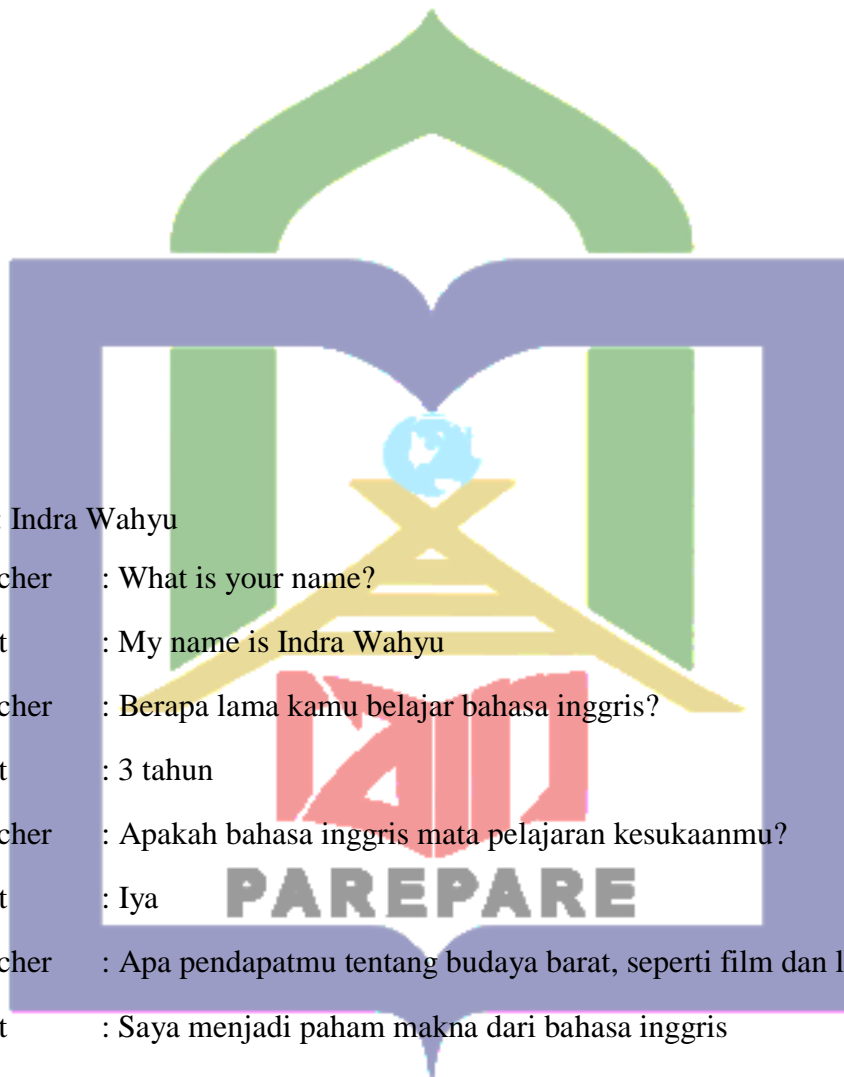 : Indra Wahyu
cher : What is your name?
t : My name is Indra Wahyu
cher : Berapa lama kamu belajar bahasa inggris?
t : 3 tahun
cher : Apakah bahasa inggris mata pelajaran kesukaanmu?
t : Iya
PAREPARE
cher : Apa pendapatmu tentang budaya barat, seperti film dan l
t : Saya menjadi paham makna dari bahasa inggris